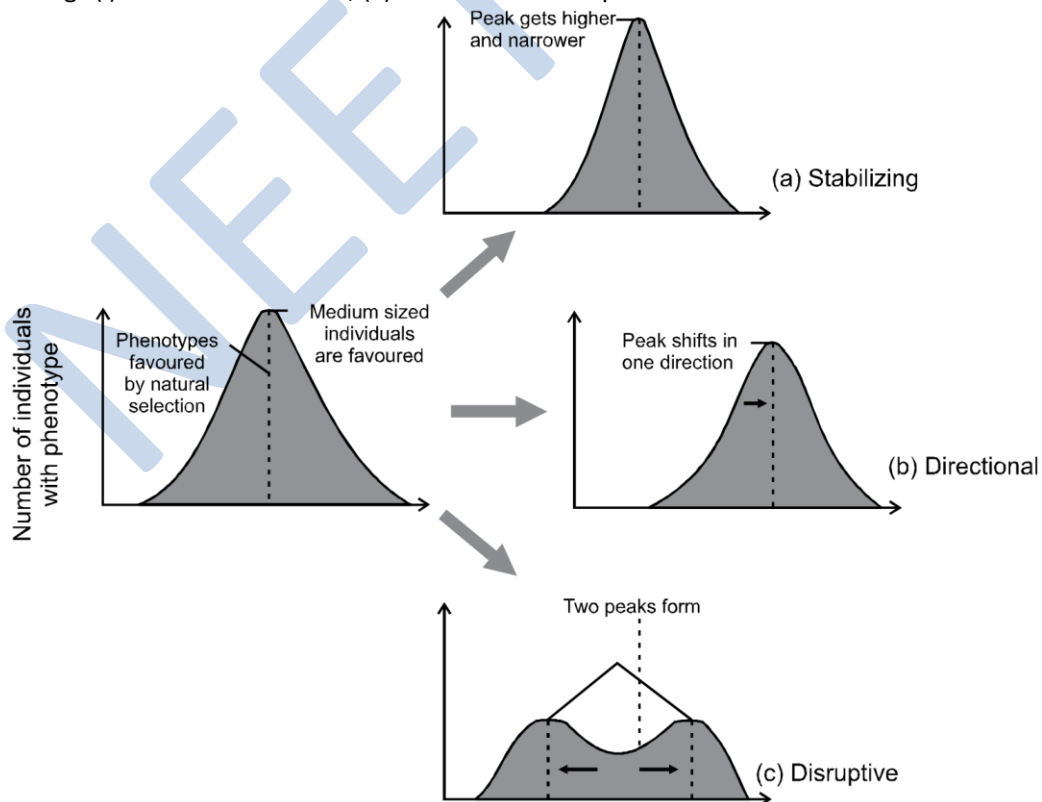 Peak gets higher
and narrower
(a) Stabilizing
Number of individuals
with phenotype
Phenotypes
favoured
by natural
selection
Medium sized
individuals
are favoured
Peak shifts in
one direction
(b) Directional
Two peaks form
(c) Disruptive
NEET